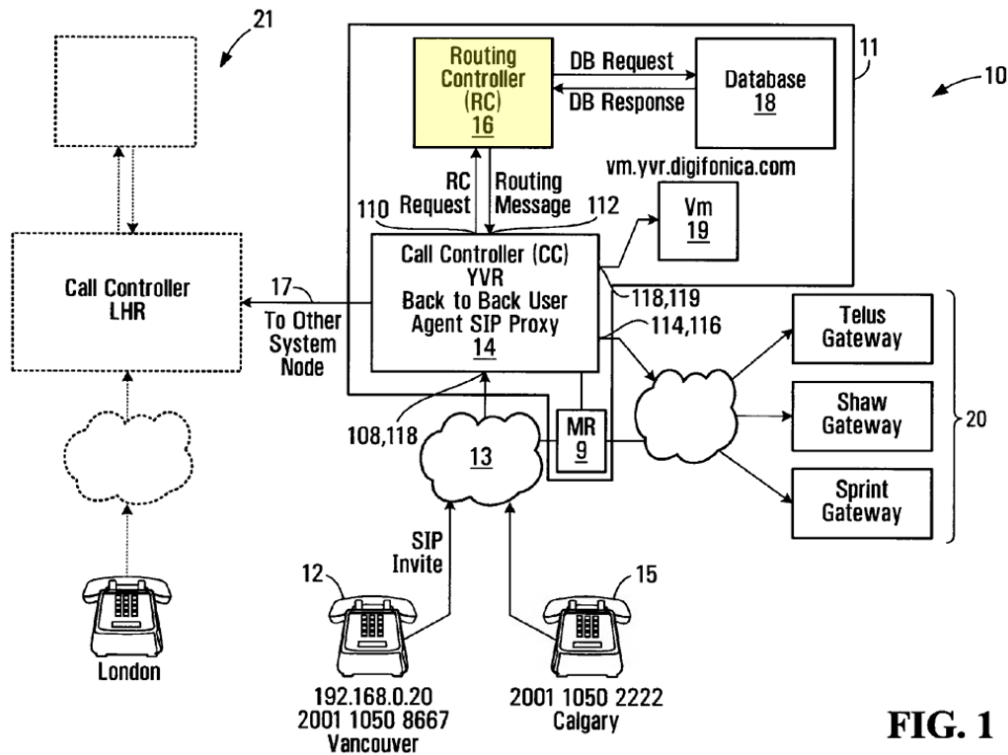 21
Routing
Controller
(RC)
16
DB Request
DB Response
Database
18
11
10
RC
Request
Routing
Message
vm.yvr.digifonica.com
Vm
19
110
112
Call Controller
LHR
17
To Other
System
Node
Call Controller (CC)
YVR
Back to Back User
Agent SIP Proxy
14
118,119
114,116
Telus
Gateway
Shaw
Gateway
Sprint
Gateway
20
108,118
13
MR
9
SIP
Invite
12
15
London
192.168.0.20
2001 1050 8667
Vancouver
2001 1050 2222
Calgary
FIG. 1